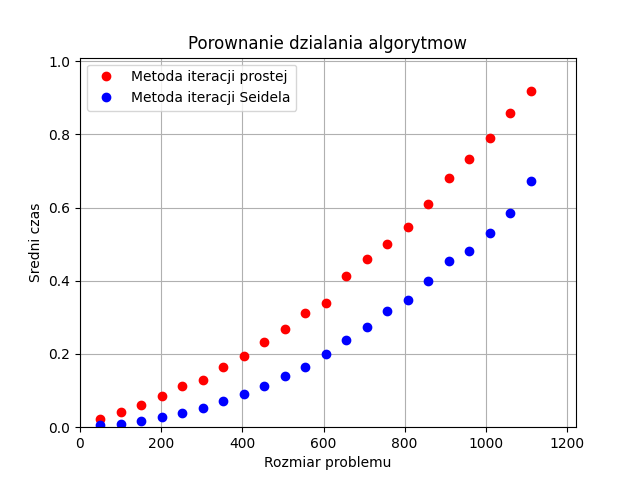 Porownanie dzialania algorytmow
1.0
0.8
0.6
0.4
0.2
0.0
Sredni czas
Metoda iteracji prostej
Metoda iteracji Seidela
0
200
400
600
800
1000
1200
Rozmiar problemu